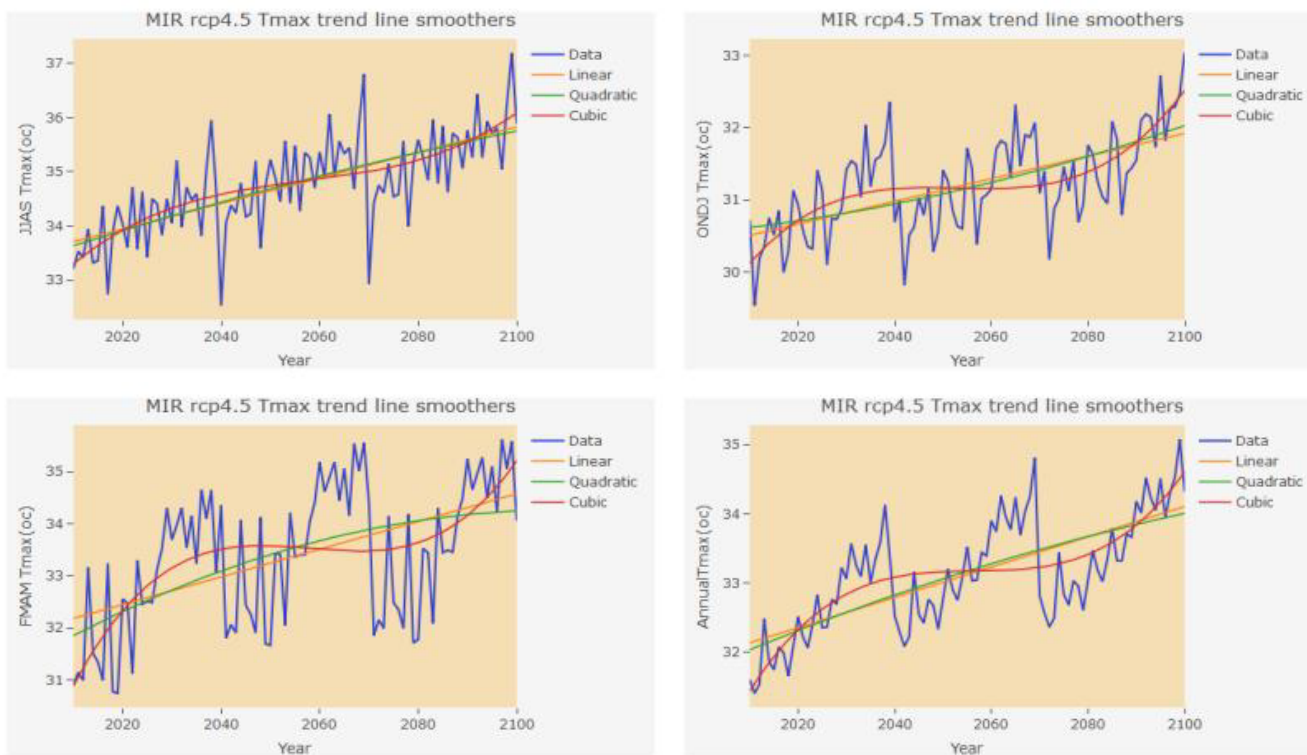 MIR rcp4.5 Tmax trend line smoothers
JJAS Tmax(oc)
37
36
35
34
33
2020
2040
2060
2080
2100
Year
Data
Linear
Quadratic
Cubic
MIR rcp4.5 Tmax trend line smoothers
ONDJ Tmax(oc)
33
32
31
30
2020
2040
2060
2080
2100
Year
Data
Linear
Quadratic
Cubic
MIR rcp4.5 Tmax trend line smoothers
FMAM Tmax(oc)
35
34
33
32
31
2020
2040
2060
2080
2100
Year
Data
Linear
Quadratic
Cubic
MIR rcp4.5 Tmax trend line smoothers
AnnualTmax(oc)
35
34
33
32
2020
2040
2060
2080
2100
Year
Data
Linear
Quadratic
Cubic